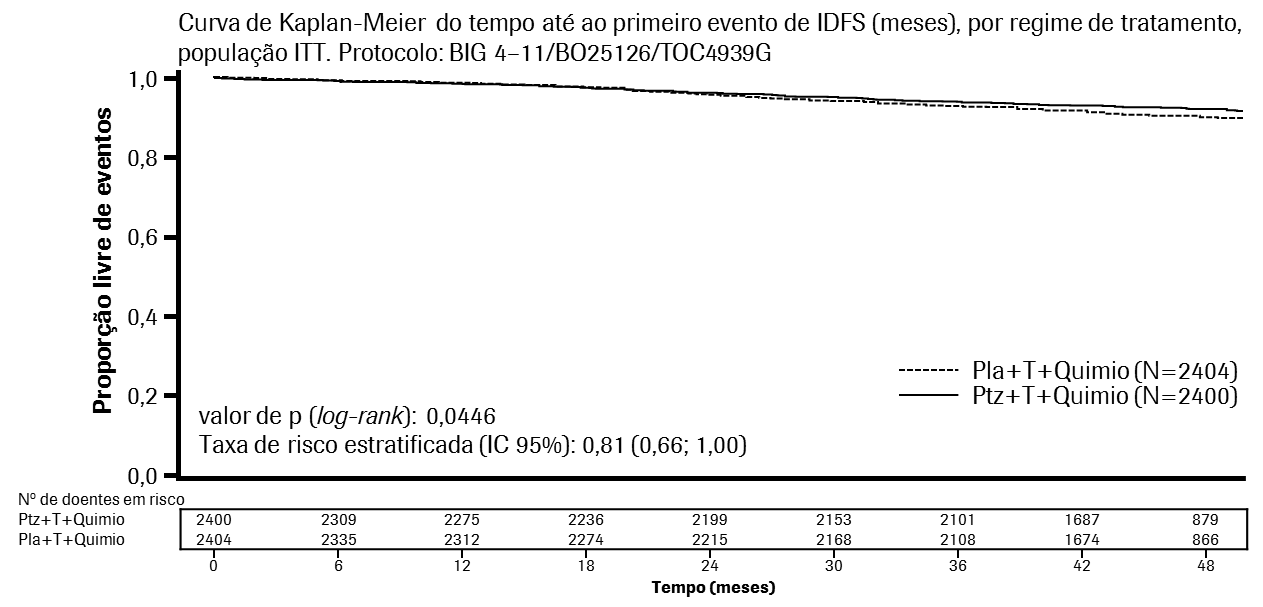 Curva de Kaplan-Meier do tempo até ao primeiro evento de IDFS (meses), por regime de tratamento,
população ITT. Protocolo: BIG 4-11/BO25126/TOC4939G
Proporção livre de eventos
1,0
0,8
0,6
0,4
0,2
0,0
Pla+T+Quimio (N=2404)
Ptz+T+Quimio (N=2400)
valor de p (log-rank): 0,0446
Taxa de risco estratificada (IC 95%): 0,81 (0,66; 1,00)
Nº de doentes em risco
Ptz+T+Quimio 2400 2309 2275 2236 2199 2153 2101 1687 879
Pla+T+Quimio 2404 2335 2312 2274 2215 2168 2108 1674 866
0 6 12 18 24 30 36 42 48
Tempo (meses)